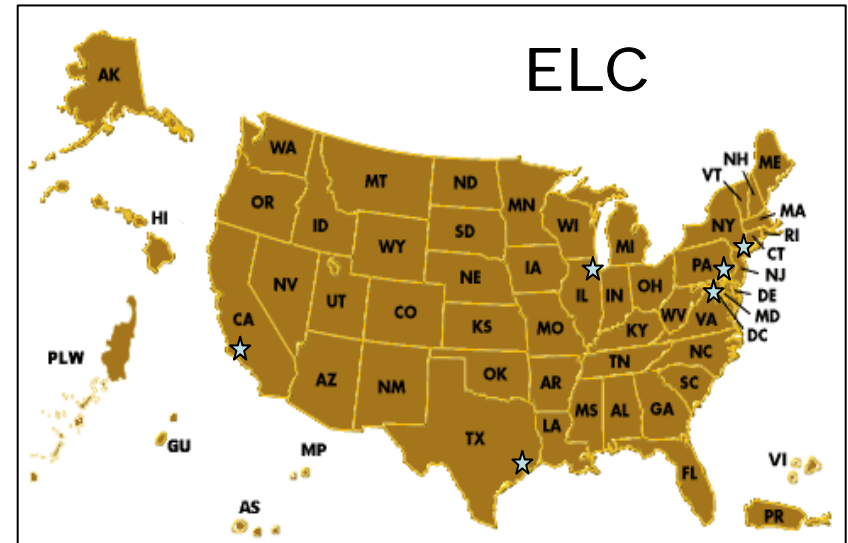 ELC
AK
WA
MT
ND
MN
ME
NH
VT
HI
OR
ID
WY
SD
WI
MI
NY
MA
RI
CT
NV
UT
CO
NE
IA
IL
IN
OH
PA
NJ
DE
MD
DC
CA
KS
MO
KY
WV
VA
PLW
AZ
NM
OK
AR
TN
NC
SC
TX
LA
MS
AL
GA
FL
GU
MP
AS
VI
PR